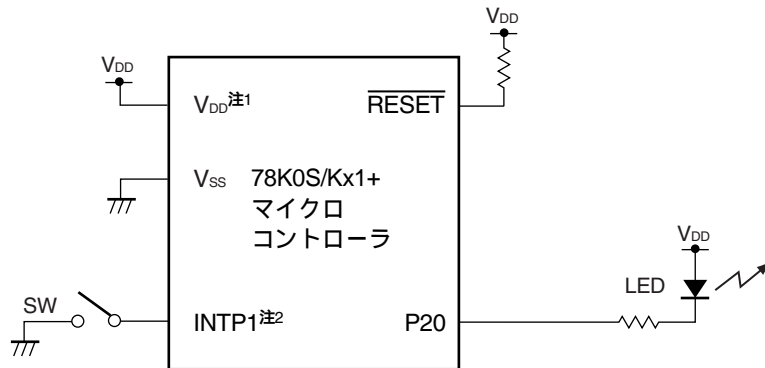 VDD
VDD
VDD注1
RESET
VSS
78K0S/Kx1+
マイクロ
コントローラ
VDD
LED
SW
INTP1注2
P20